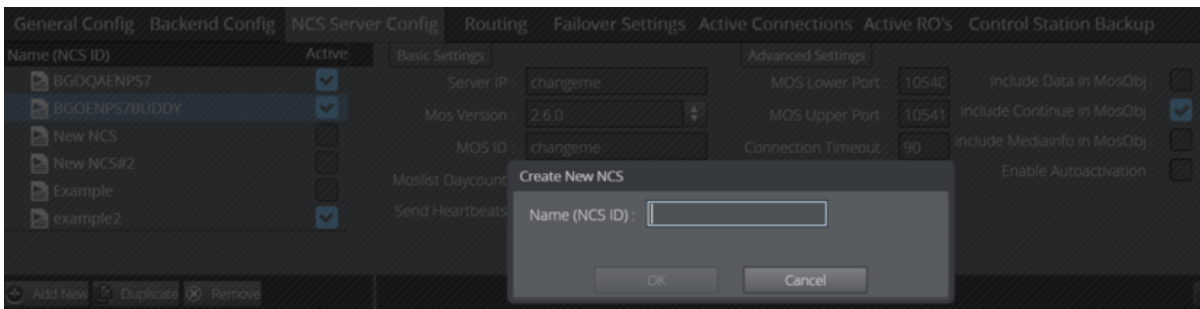 General Config Backend Config NCS Server Config Routing Failover Settings Active Connections Active RO's Control Station Backup
Name (NCS ID) Active Basic Settings Advanced Settings
BGOQAENPS7 Server IP : changeme MOS Lower Port : 10540 include Data in MosObj :
BGOENPS7BUDDY Mos Version 2.6.0 MOS Upper Port : 10541 include Continue in MosObj :
New NCS MOS ID : changeme Connection Timeout : 90 include Mediainfo in MosObj
New NCS#2 Moslist Daycount Enable Autoactivation :
Example Send Heartbeats
example2
Create New NCS
Name (NCS ID) :
OK Cancel
Add New Duplicate Remove